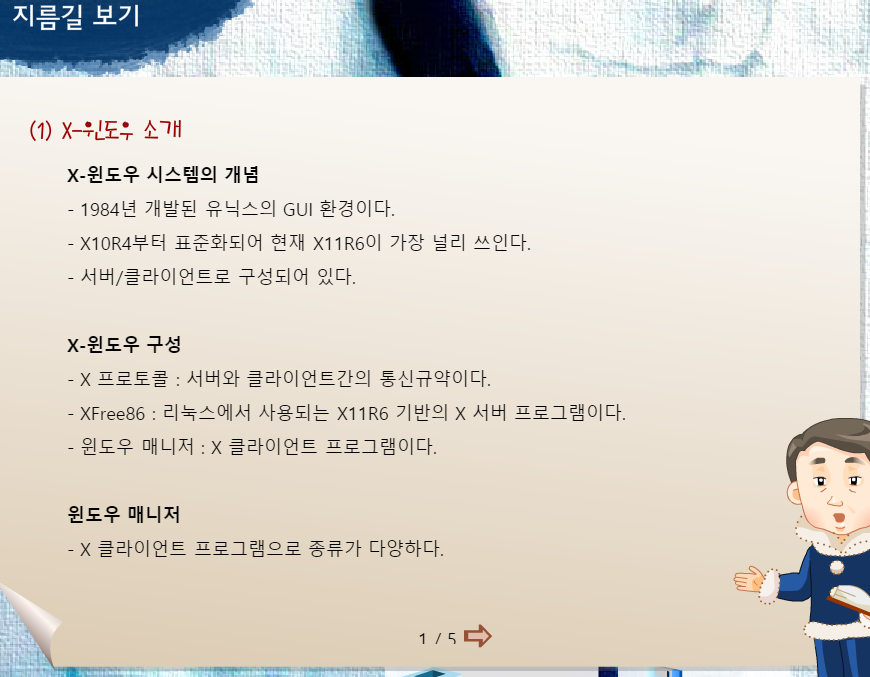 지름길 보기
(1) X-윈도우 소개
X-윈도우 시스템의 개념
- 1984년 개발된 유닉스의 GUI 환경이다.
- X10R4부터 표준화되어 현재 X11R6이 가장 널리 쓰인다.
- 서버/클라이언트로 구성되어 있다.
X-윈도우 구성
- X 프로토콜 : 서버와 클라이언트간의 통신규약이다.
- XFree86 : 리눅스에서 사용되는 X11R6 기반의 X 서버 프로그램이다.
- 윈도우 매니저 : X 클라이언트 프로그램이다.
윈도우 매니저
- X 클라이언트 프로그램으로 종류가 다양하다.
1 / 5